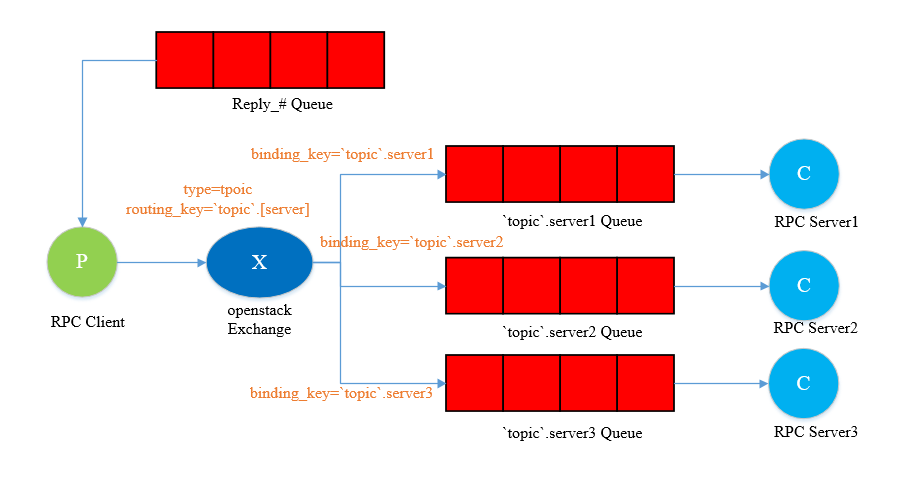 Reply_# Queue
binding_key=`topic`.server1
C
type=tpoic
routing_key=`topic`.[server]
`topic`.server1 Queue
RPC Server1
binding_key=`topic`.server2
P
X
C
RPC Client
openstack
Exchange
`topic`.server2 Queue
RPC Server2
binding_key=`topic`.server3
C
`topic`.server3 Queue
RPC Server3